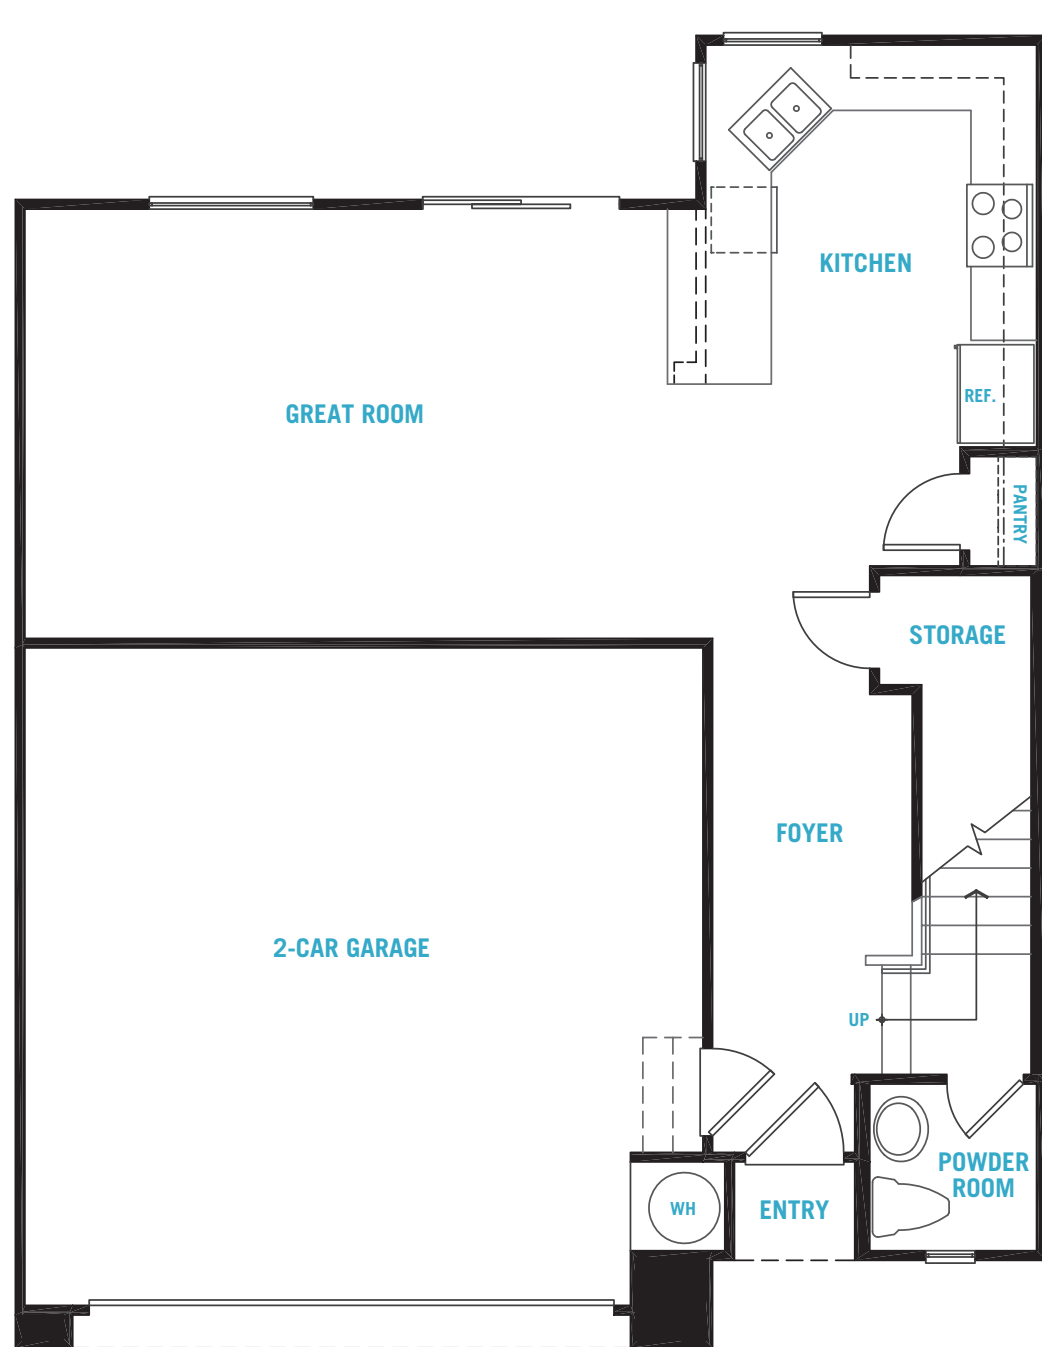 KITCHEN
REF.
GREAT ROOM
PANTRY
STORAGE
FOYER
2-CAR GARAGE
UP
POWDER
ROOM
WH
ENTRY